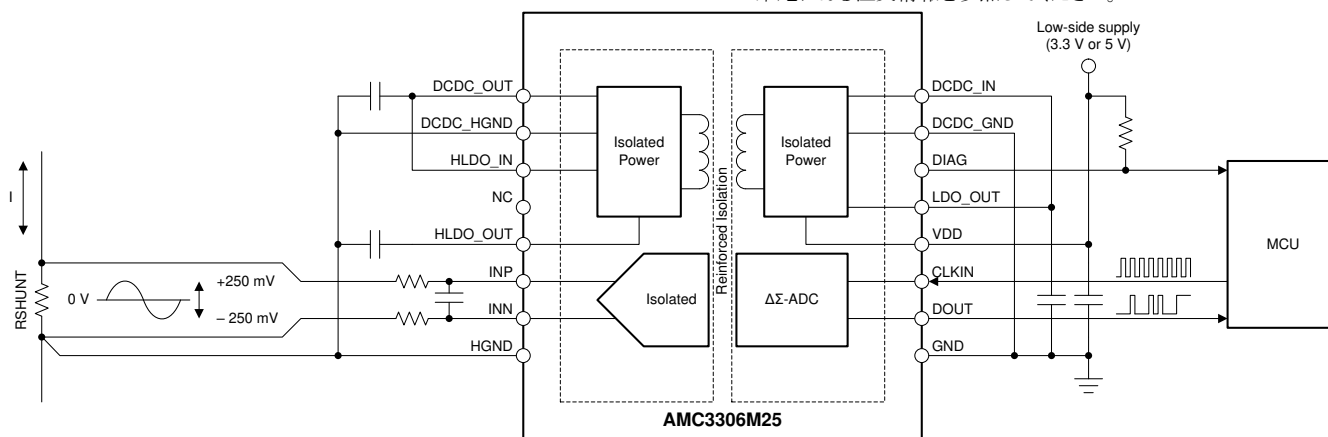 Low-side supply
(3.3 V or 5 V)
DCDC_OUT
DCDC_HGND
HLDO_IN
NC
HLDO_OUT
INP
INN
HGND
Isolated
Power
Isolated
Reinforced Isolation
Isolated
Power
ΔΣ-ADC
DCDC_IN
DCDC_GND
DIAG
LDO_OUT
VDD
CLKIN
DOUT
GND
MCU
I
RSHUNT
0 V
+250 mV
– 250 mV
AMC3306M25